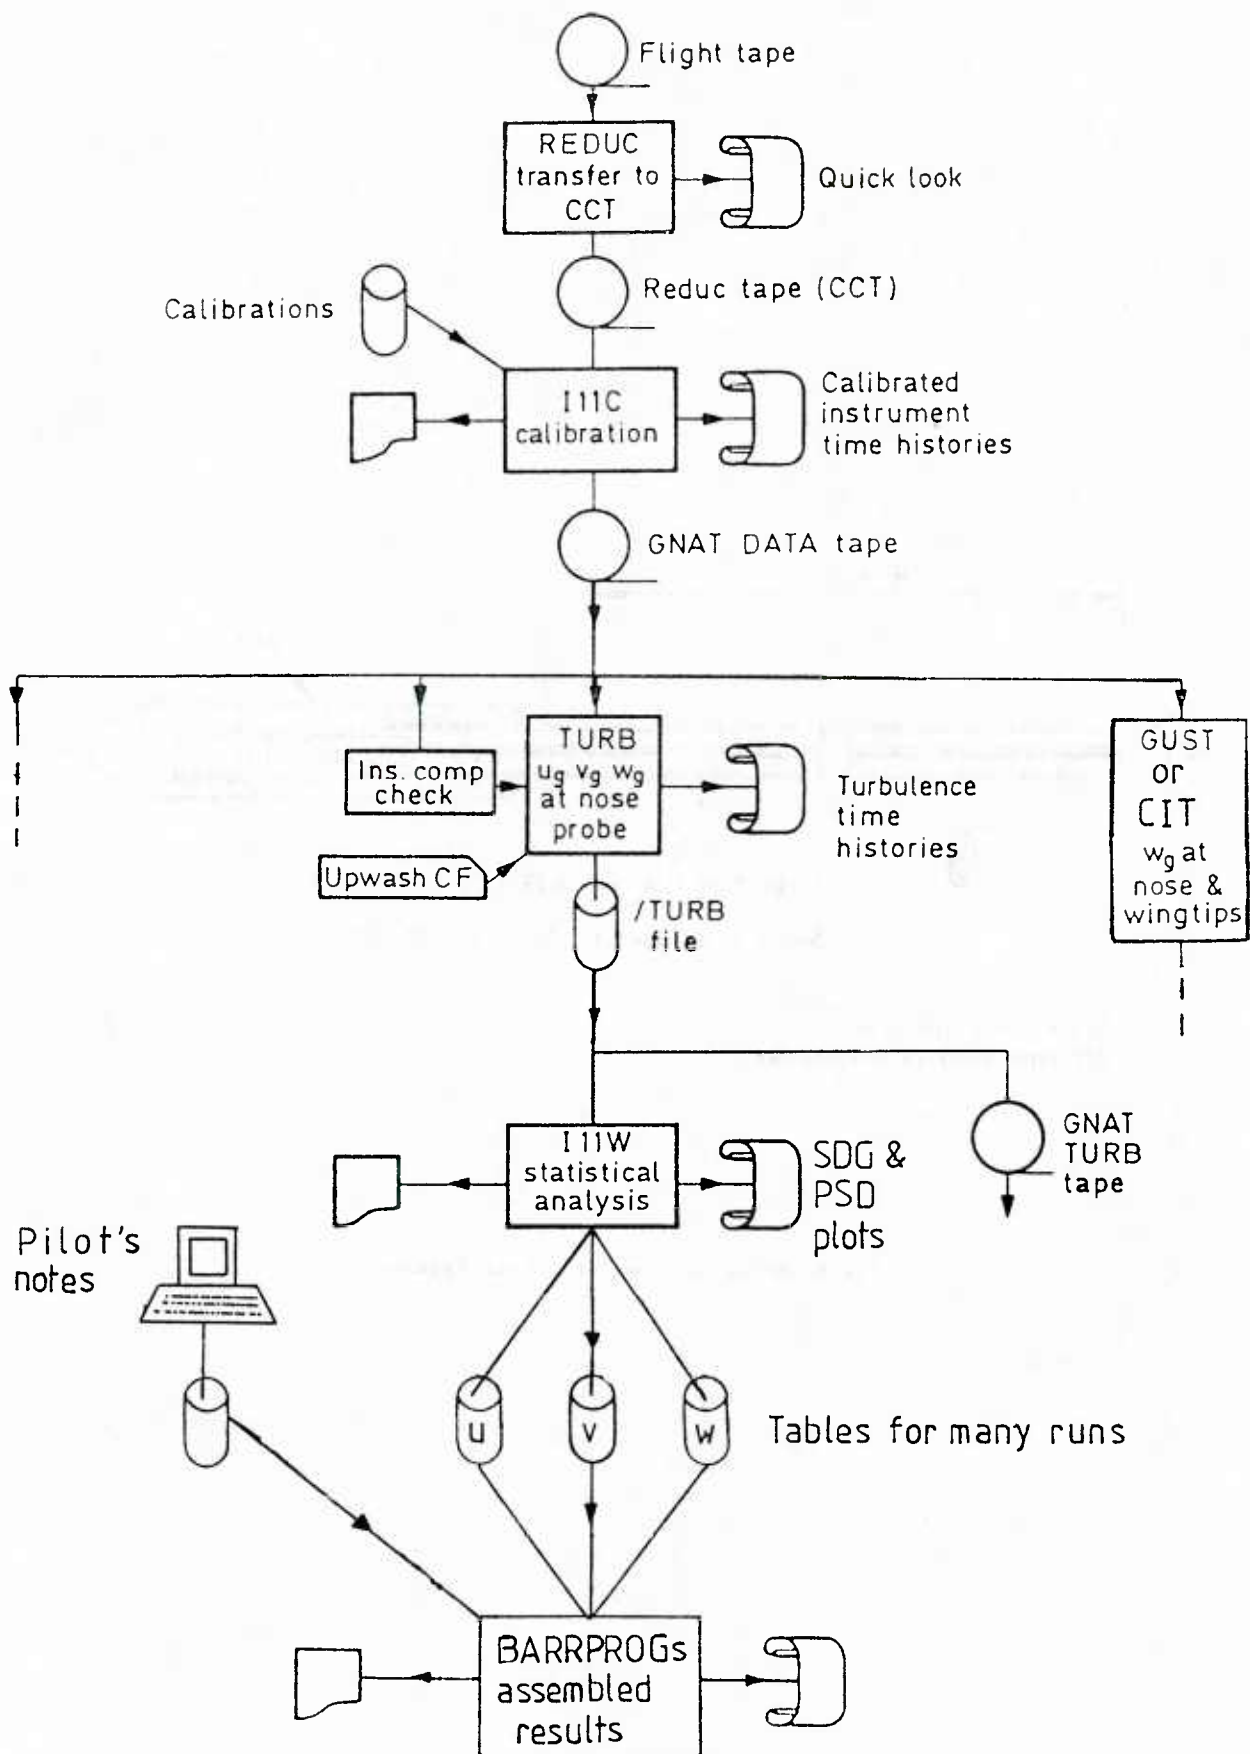 Flight tape
REDUC
transfer to
CCT
Quick look
Reduc tape (CCT)
Calibrations
I11C
calibration
Calibrated
instrument
time histories
GNAT DATA tape
Ins. comp
check
TURB
ug vg wg
at nose
probe
Turbulence
time
histories
GUST
or
CIT
wg at
nose &
wingtips
Upwash CF
/TURB
file
I11W
statistical
analysis
SDG &
PSD
plots
GNAT
TURB
tape
Pilot's
notes
u
v
w
Tables for many runs
BARRPROGs
assembled
results